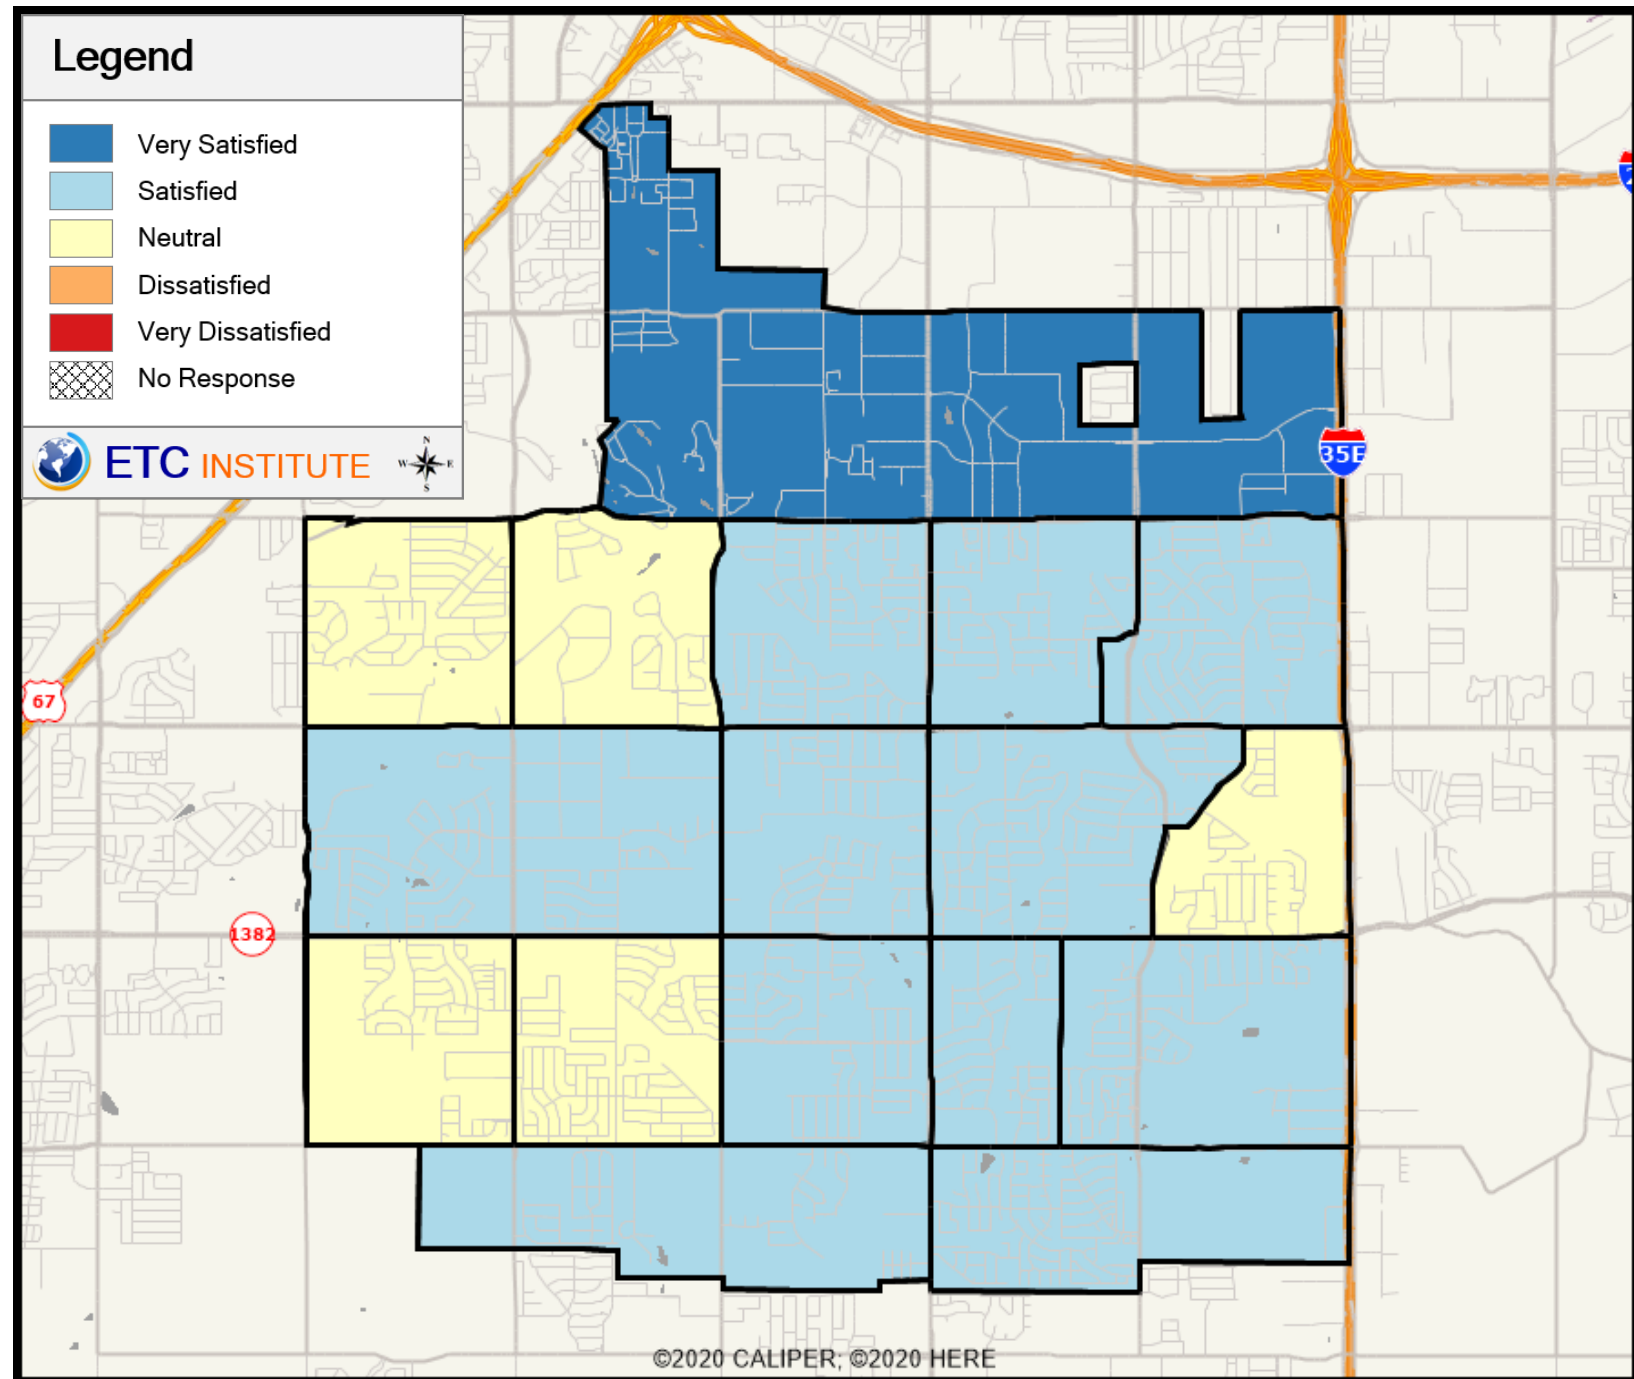 Legend
Very Satisfied
Satisfied
Neutral
Dissatisfied
Very Dissatisfied
No Response
ETC INSTITUTE
N
W E
S
35E
67
1382
©2020 CALIPER; ©2020 HERE